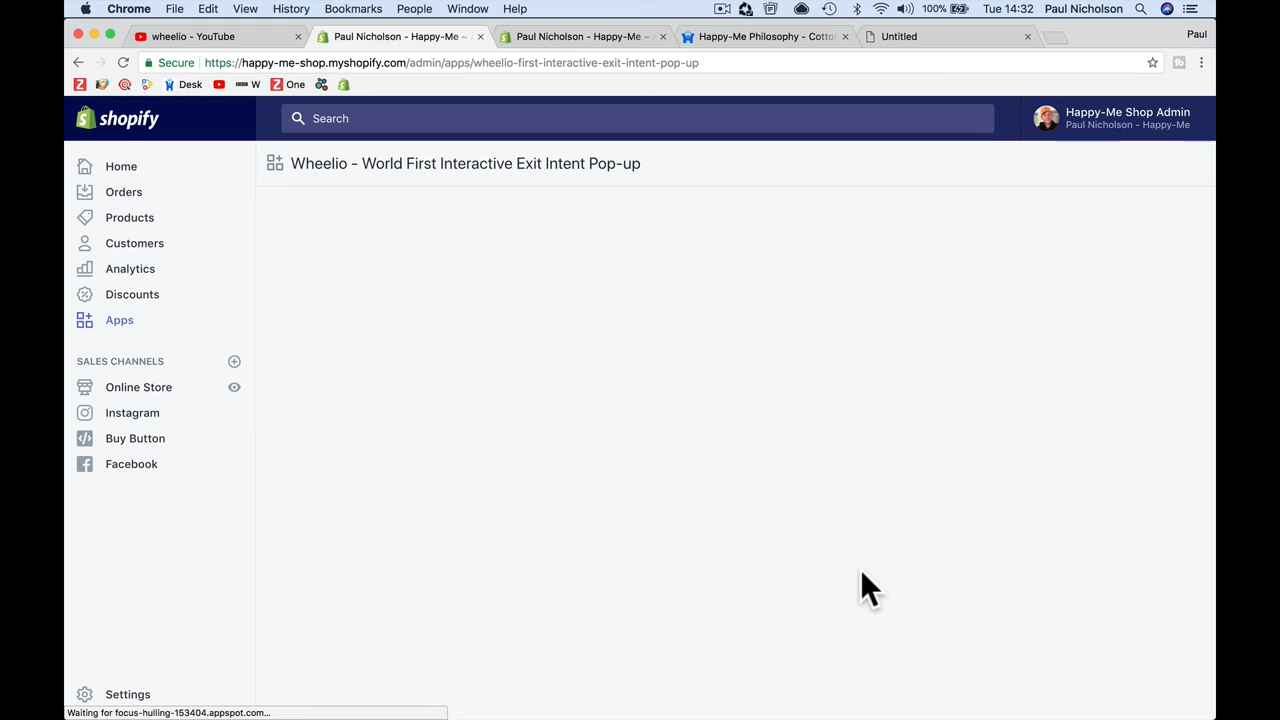 Chrome File Edit View History Bookmarks People Window Help 100% Tue 14:32 Paul Nicholson
wheelio - YouTube Paul Nicholson - Happy-Me ~ Paul Nicholson - Happy-Me ~ Happy-Me Philosophy - Cotto Untitled Paul
Secure https://happy-me-shop.myshopify.com/admin/apps/wheelio-first-interactive-exit-intent-pop-up
Desk W One
shopify Search Happy-Me Shop Admin
Paul Nicholson - Happy-Me
Wheelio - World First Interactive Exit Intent Pop-up
Home
Orders
Products
Customers
Analytics
Discounts
Apps
SALES CHANNELS
Online Store
Instagram
Buy Button
Facebook
Settings
Waiting for focus-hulling-153404.appspot.com...